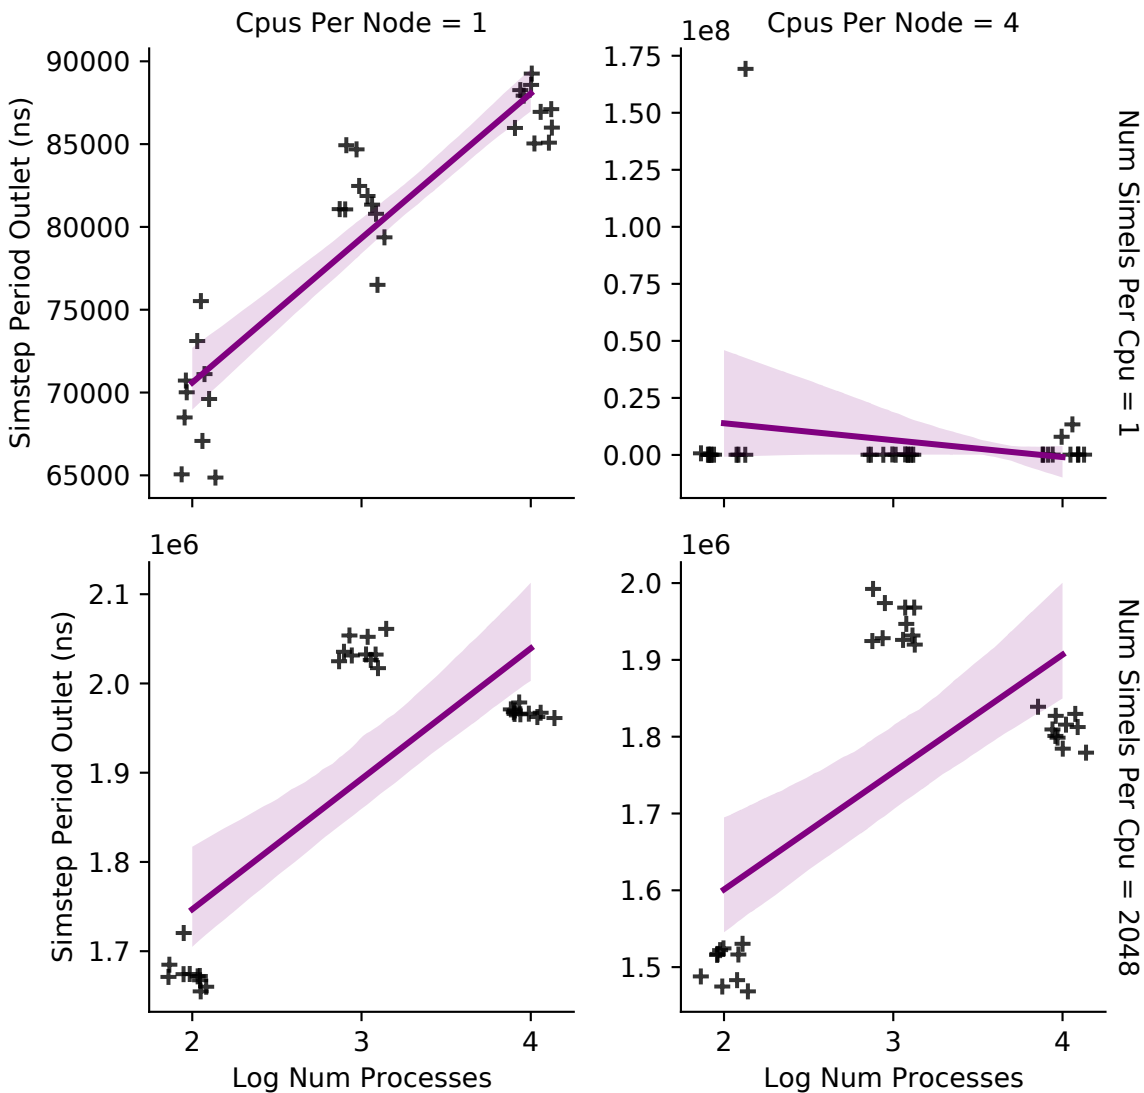 Cpus Per Node = 1
Cpus Per Node = 4
1e8
90000
85000
80000
75000
70000
65000
Simstep Period Outlet (ns)
1.75
1.50
1.25
1.00
0.75
0.50
0.25
0.00
Num Simels Per Cpu = 1
1e6
2.1
2.0
1.9
1.8
1.7
Simstep Period Outlet (ns)
2
3
4
Log Num Processes
1e6
2.0
1.9
1.8
1.7
1.6
1.5
2
3
4
Log Num Processes
Num Simels Per Cpu = 2048